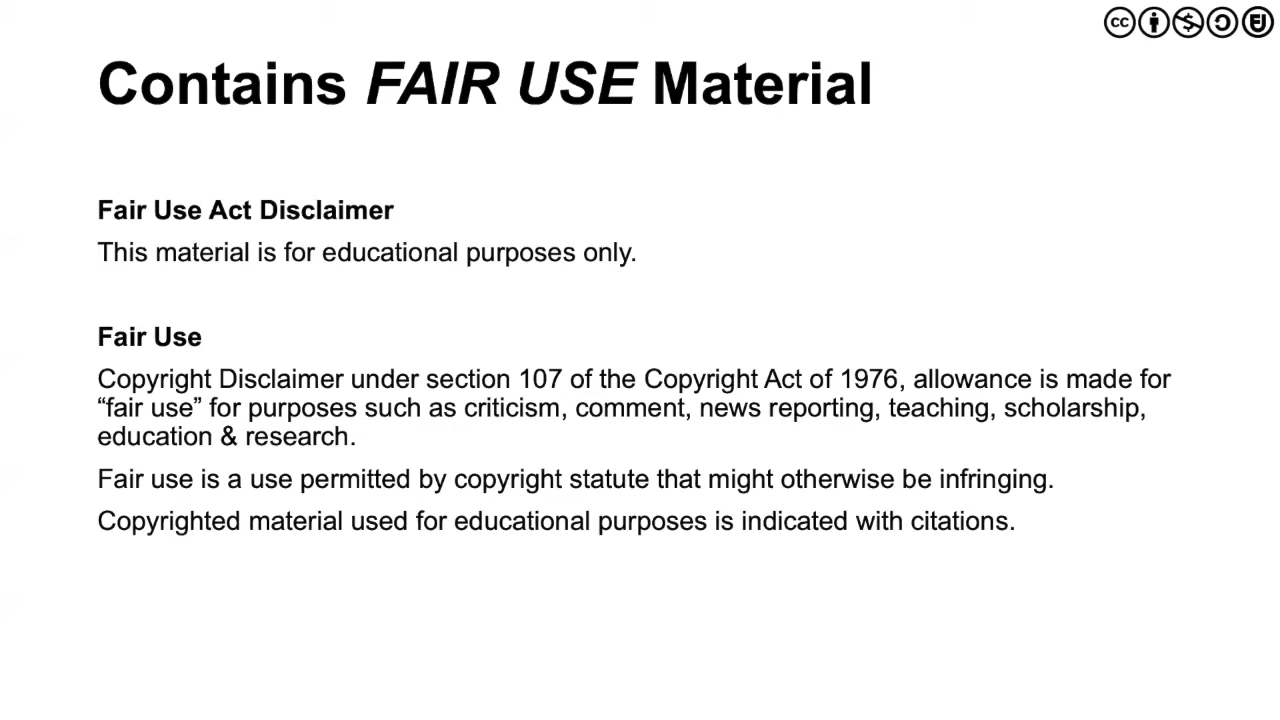 Contains FAIR USE Material
Fair Use Act Disclaimer
This material is for educational purposes only.
Fair Use
Copyright Disclaimer under section 107 of the Copyright Act of 1976, allowance is made for
“fair use” for purposes such as criticism, comment, news reporting, teaching, scholarship,
education & research.
Fair use is a use permitted by copyright statute that might otherwise be infringing.
Copyrighted material used for educational purposes is indicated with citations.